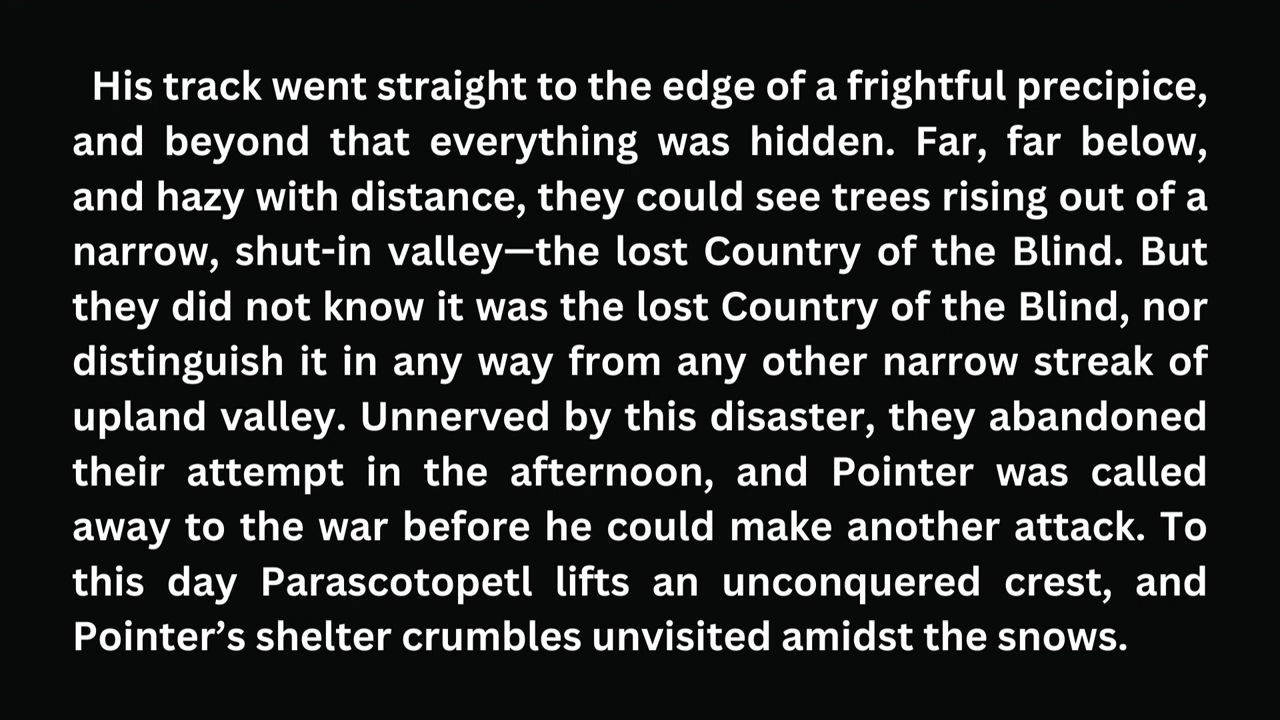 His track went straight to the edge of a frightful precipice,
and beyond that everything was hidden. Far, far below,
and hazy with distance, they could see trees rising out of a
narrow, shut-in valley—the lost Country of the Blind. But
they did not know it was the lost Country of the Blind, nor
distinguish it in any way from any other narrow streak of
upland valley. Unnerved by this disaster, they abandoned
their attempt in the afternoon, and Pointer was called
away to the war before he could make another attack. To
this day Parascotopetl lifts an unconquered crest, and
Pointer’s shelter crumbles unvisited amidst the snows.